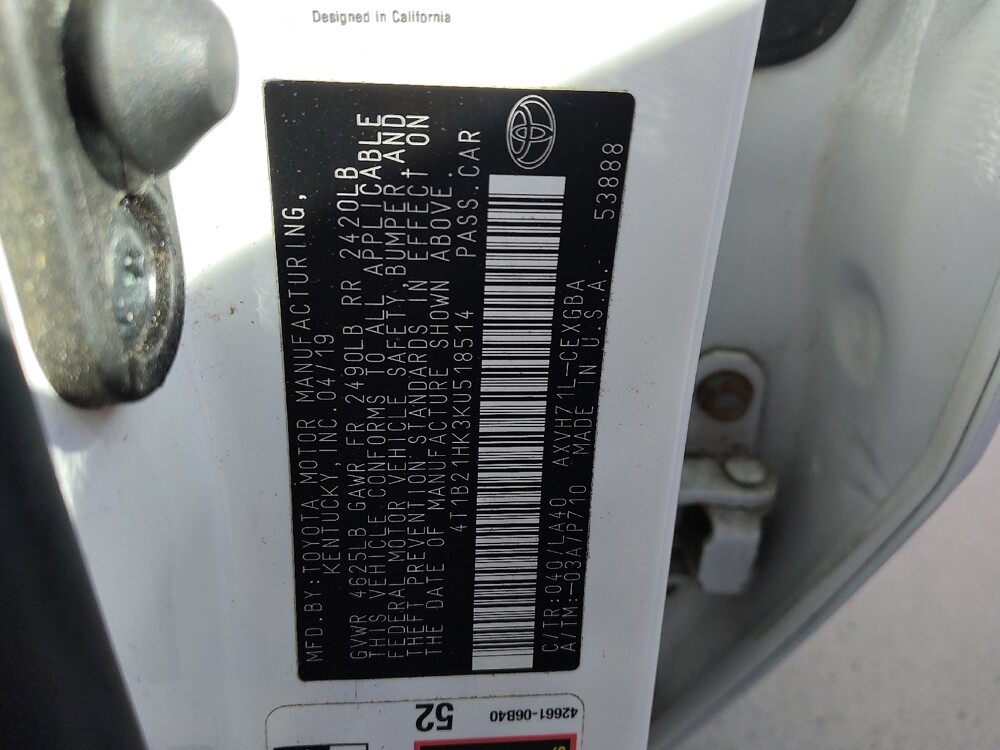 Designed in California
MFD.BY:TOYOTA MOTOR MANUFACTURING,
KENTUCKY, INC. 04/19
GVWR 4625LB GAWR FR 2490LB RR 2420LB
THIS VEHICLE CONFORMS TO ALL APPLICABLE
FEDERAL MOTOR VEHICLE SAFETY, BUMPER, AND
THEFT PREVENTION STANDARDS IN EFFECT ON
THE DATE OF MANUFACTURE SHOWN ABOVE.
4T1B21HK3KU518514 PASS.CAR
C/TR:040/LA40 AXVH71L-CEXGBA
A/TM:-03A/P710 MADE IN U.S.A. 53888
52
42661-06B40